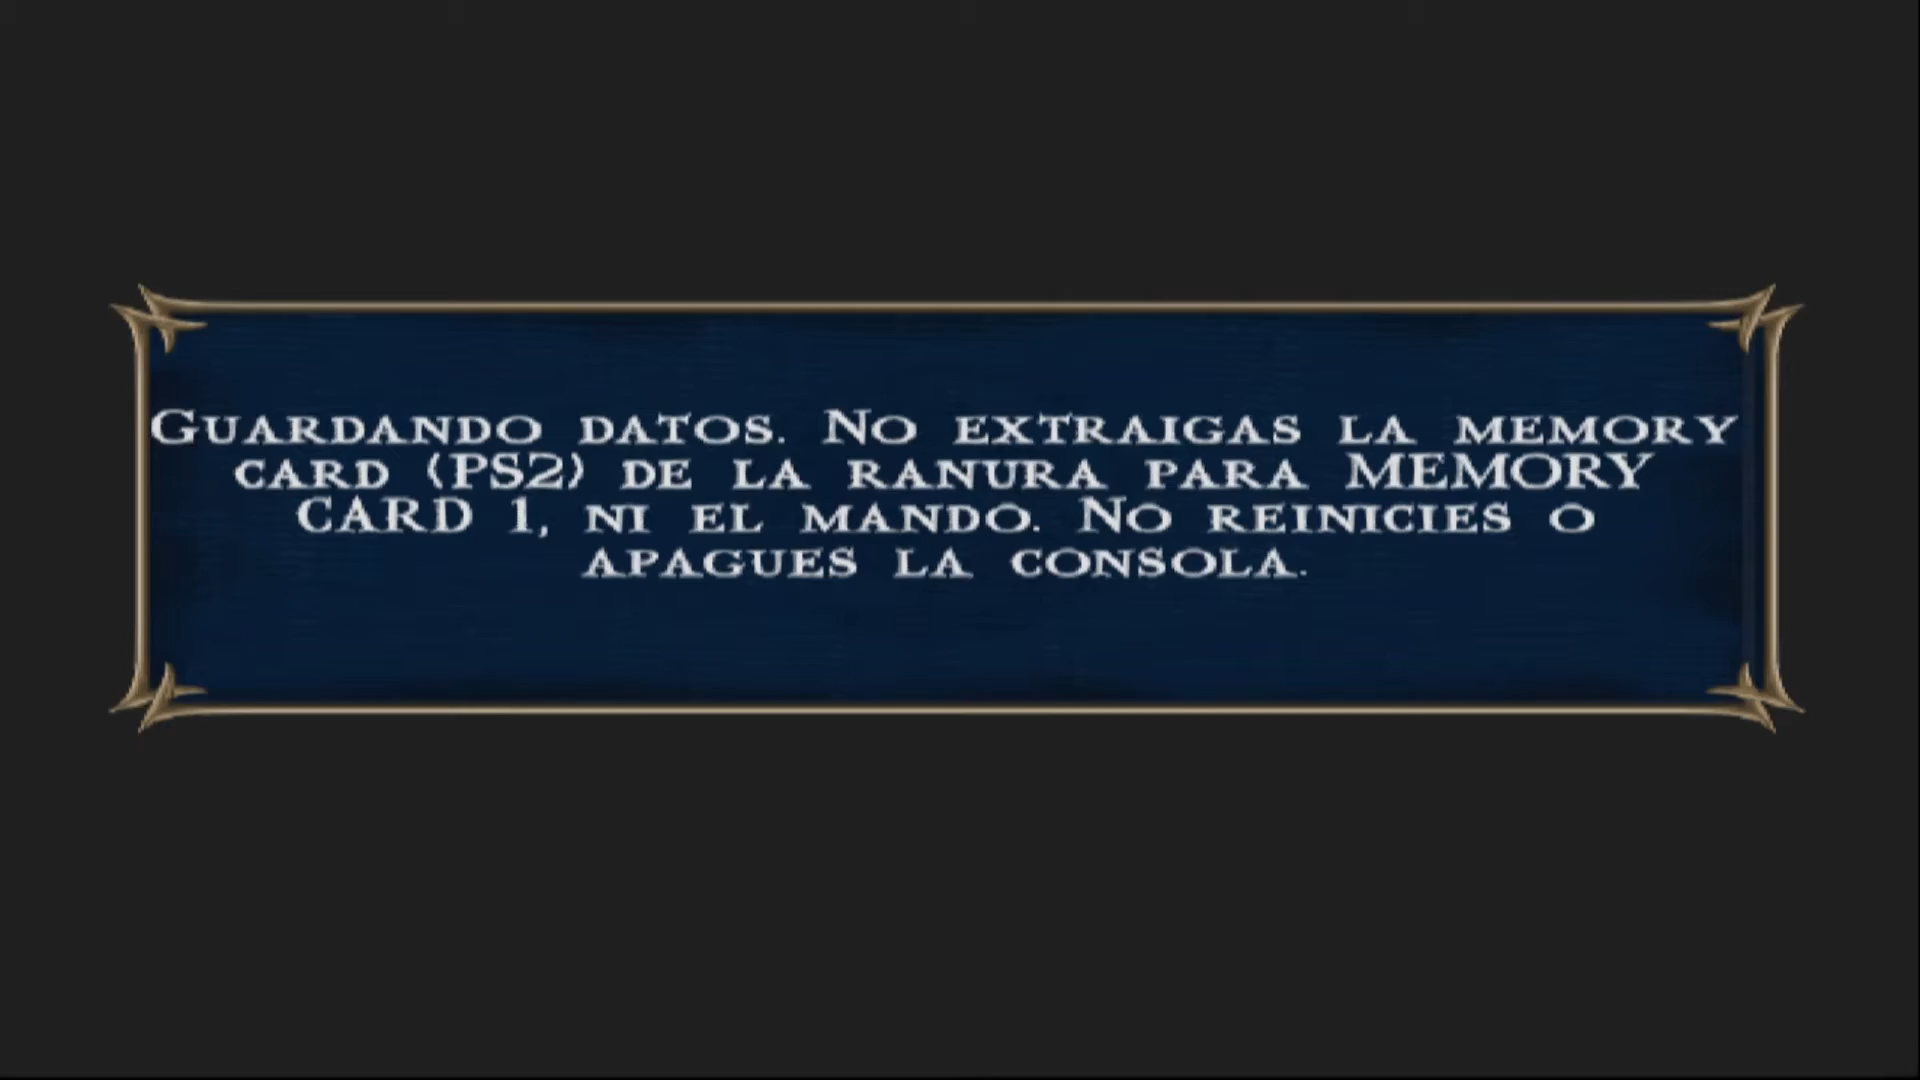 Guardando datos. No extraigas la memory
card (PS2) de la ranura para MEMORY
CARD 1, ni el mando. No reinicies o
apagues la consola.